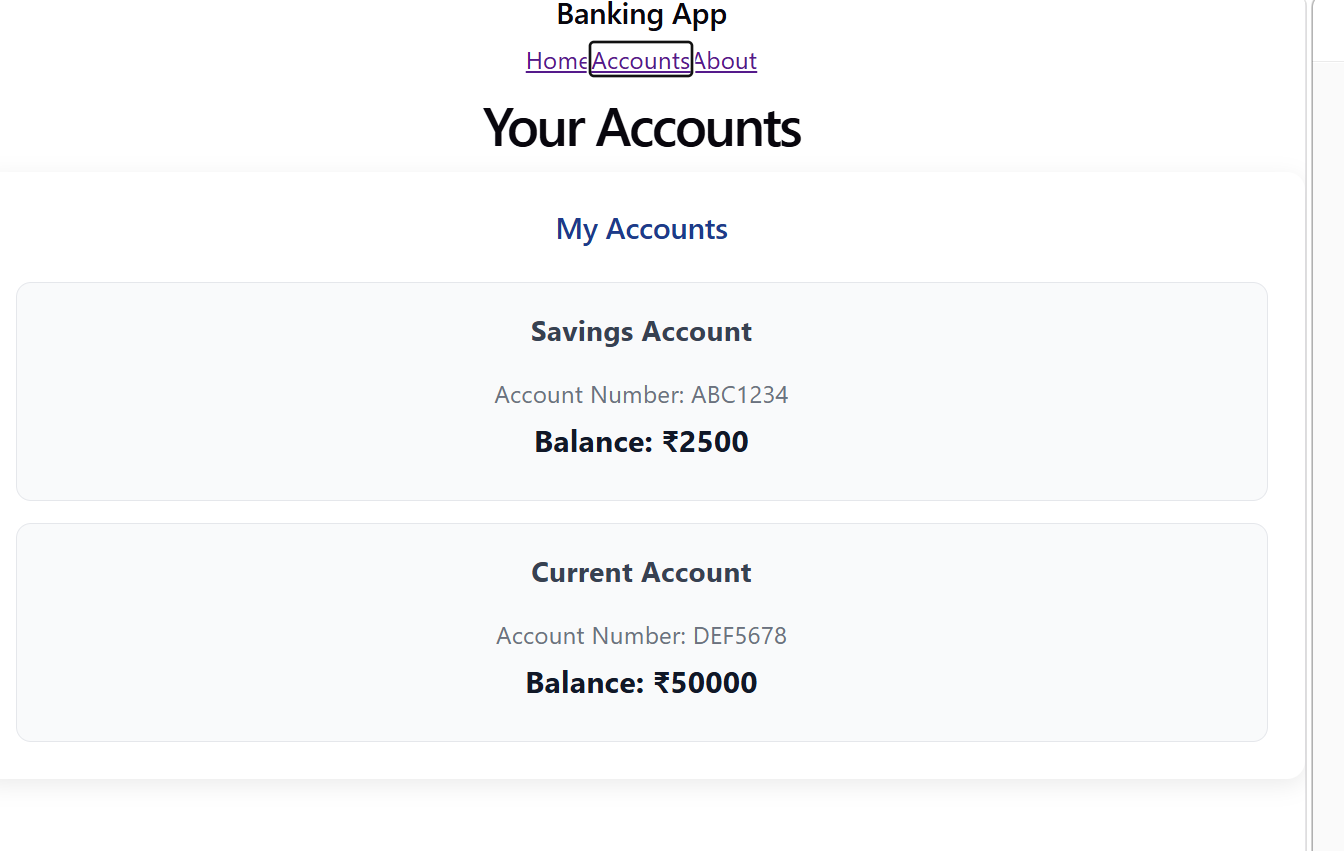 Banking App
Home Accounts About
Your Accounts
My Accounts
Savings Account
Account Number: ABC1234
Balance: ₹2500
Current Account
Account Number: DEF5678
Balance: ₹50000